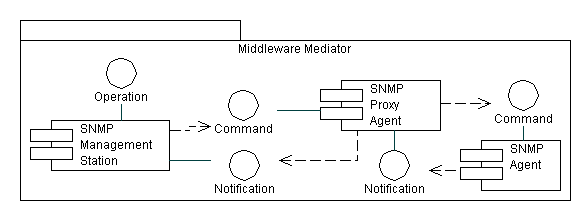 Middleware Mediator
Operation
SNMP
Management
Station
Command
Notification
SNMP
Proxy
Agent
Notification
Command
SNMP
Agent